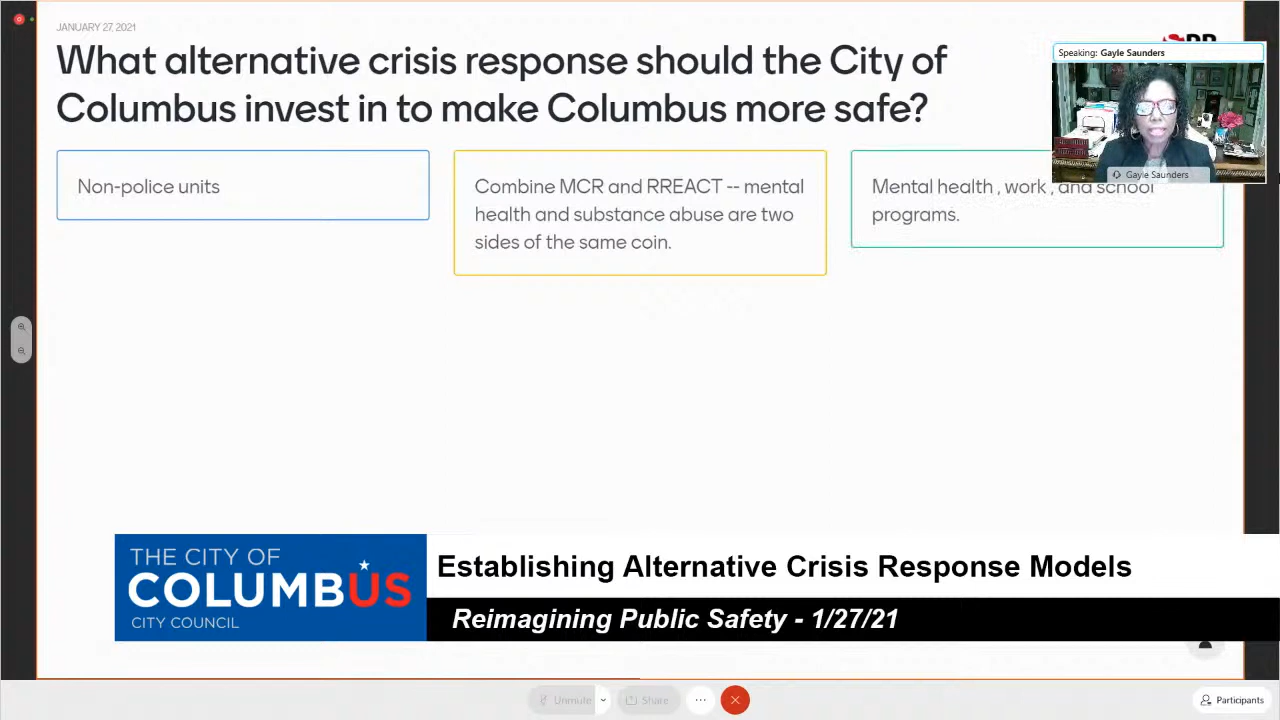 JANUARY 27, 2021
What alternative crisis response should the City of
Columbus invest in to make Columbus more safe?
Speaking: Gayle Saunders
Gayle Saunders
Non-police units
Combine MCR and RREACT -- mental
health and substance abuse are two
sides of the same coin.
Mental health , work , and school
programs.
THE CITY OF
COLUMBUS
CITY COUNCIL
Establishing Alternative Crisis Response Models
Reimagining Public Safety - 1/27/21
Unmute
Share
Participants